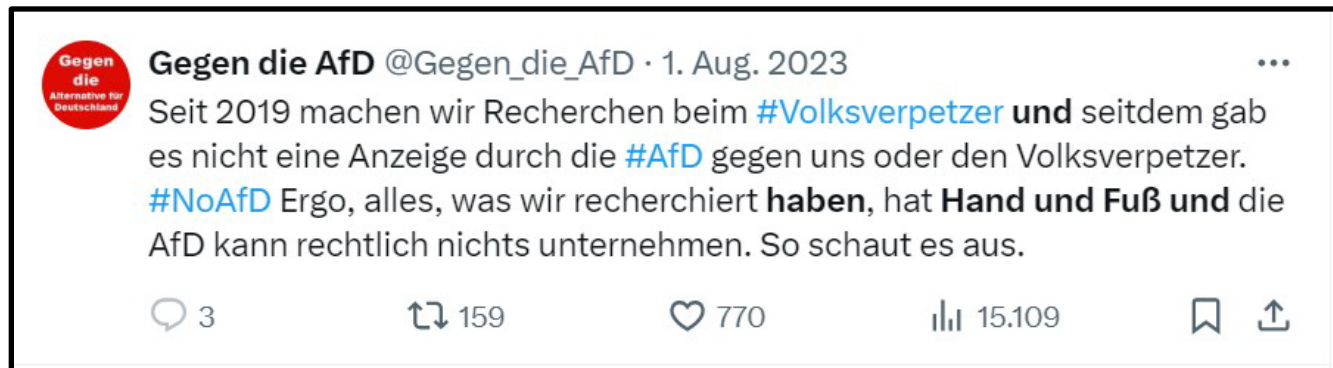 Gegen
die
Alternative für
Deutschland
Gegen die AfD @Gegen_die_AfD · 1. Aug. 2023
Seit 2019 machen wir Recherchen beim #Volksverpetzer und seitdem gab
es nicht eine Anzeige durch die #AfD gegen uns oder den Volksverpetzer.
#NoAfD Ergo, alles, was wir recherchiert haben, hat Hand und Fuß und die
AfD kann rechtlich nichts unternehmen. So schaut es aus.
3 159 770 15.109